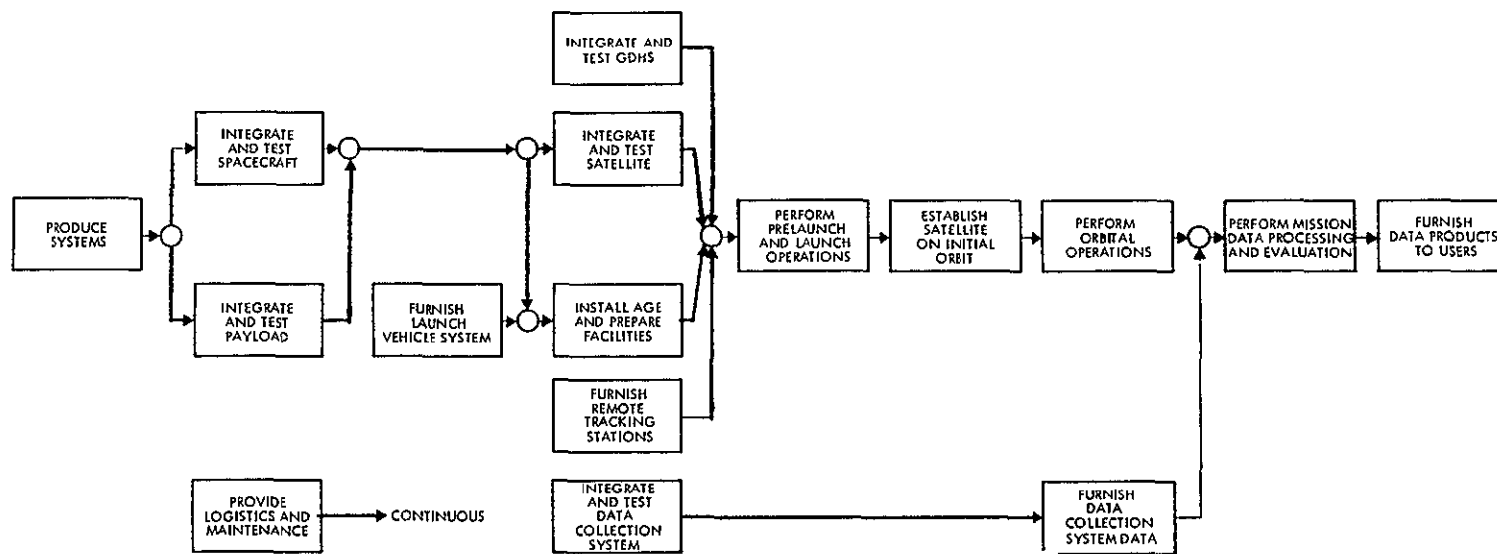 INTEGRATE AND
TEST GDHS
INTEGRATE
AND TEST
SPACECRAFT
INTEGRATE
AND TEST
SATELLITE
PRODUCE
SYSTEMS
PERFORM
PRELAUNCH
AND LAUNCH
OPERATIONS
ESTABLISH
SATELLITE
ON INITIAL
ORBIT
PERFORM
ORBITAL
OPERATIONS
PERFORM MISSION
DATA PROCESSING
AND EVALUATION
FURNISH
DATA PRODUCTS
TO USERS
INTEGRATE
AND TEST
PAYLOAD
FURNISH
LAUNCH
VEHICLE SYSTEM
INSTALL AGE
AND PREPARE
FACILITIES
FURNISH
REMOTE
TRACKING
STATIONS
PROVIDE
LOGISTICS AND
MAINTENANCE
CONTINUOUS
INTEGRATE
AND TEST
DATA
COLLECTION
SYSTEM
FURNISH
DATA
COLLECTION
SYSTEM DATA